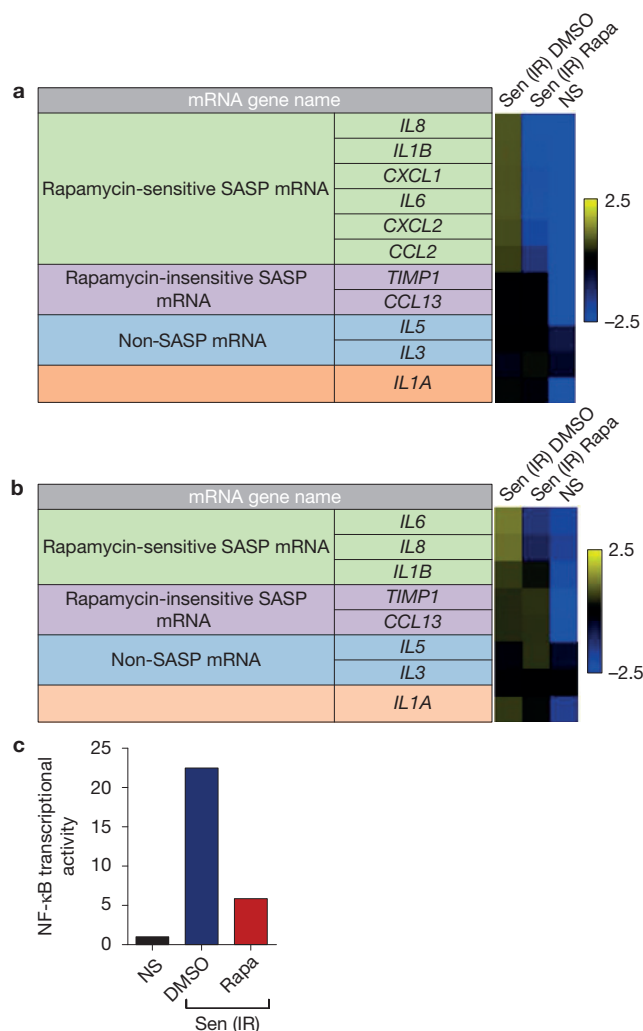 Sen (IR) DMSO
Sen (IR) Rapa
NS
a
mRNA gene name
Rapamycin-sensitive SASP mRNA
IL8
IL1B
CXCL1
IL6
CXCL2
CCL2
Rapamycin-insensitive SASP
mRNA
TIMP1
CCL13
Non-SASP mRNA
IL5
IL3
IL1A
2.5
−2.5
Sen (IR) DMSO
Sen (IR) Rapa
NS
b
mRNA gene name
Rapamycin-sensitive SASP mRNA
IL6
IL8
IL1B
Rapamycin-insensitive SASP
mRNA
TIMP1
CCL13
Non-SASP mRNA
IL5
IL3
IL1A
2.5
−2.5
c
NF-κB transcriptional
activity
25
20
15
10
5
0
NS
DMSO
Rapa
Sen (IR)